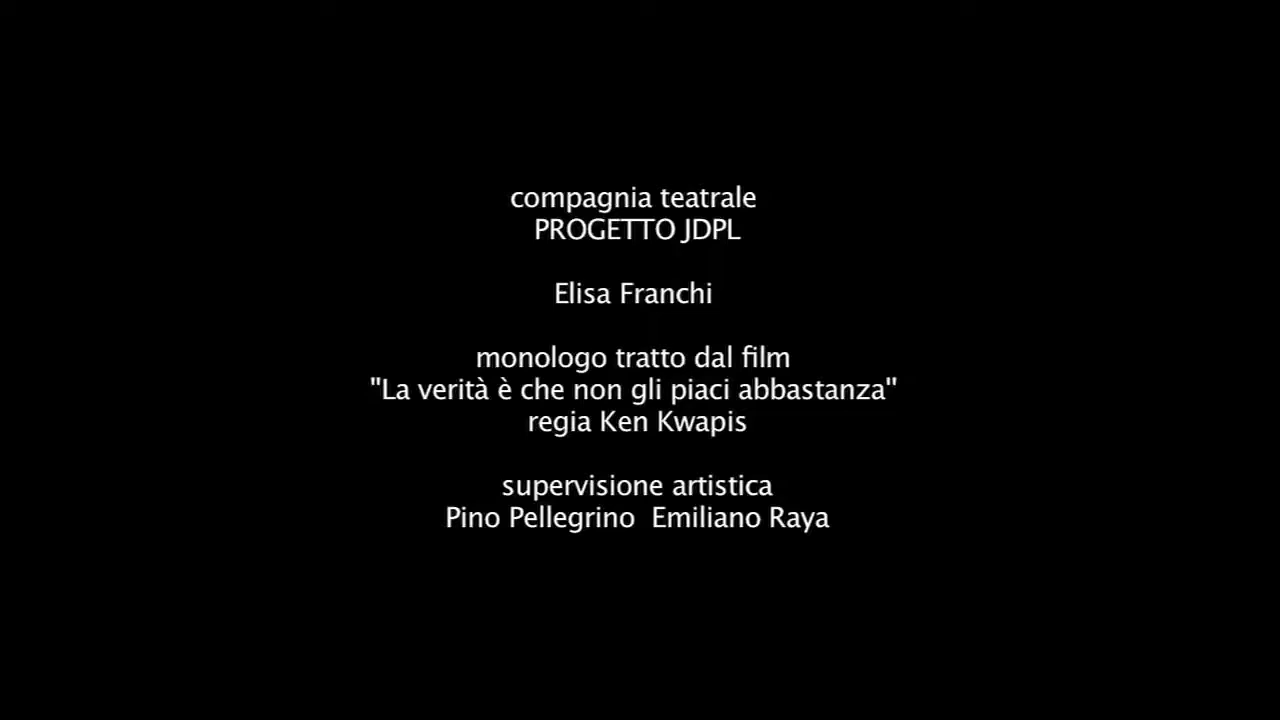 compagnia teatrale
PROGETTO JDPL
Elisa Franchi
monologo tratto dal film
"La verità è che non gli piaci abbastanza"
regia Ken Kwapis
supervisione artistica
Pino Pellegrino  Emiliano Raya